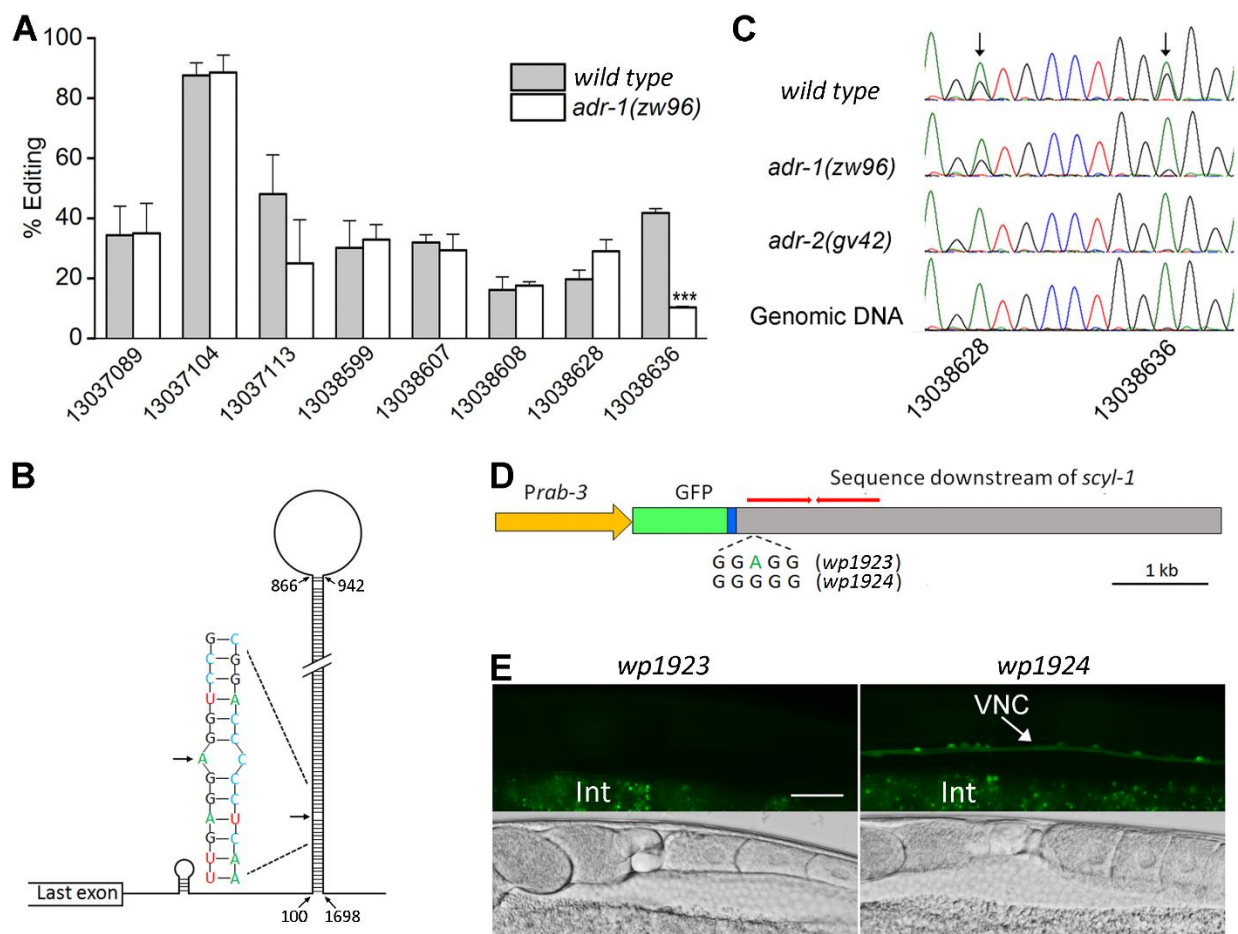 A
100
80
60
40
20
0
% Editing
wild type
adr-1(zw96)
13037089
13037104
13037113
13038599
13038607
13038608
13038628
13038636
***
C
wild type
adr-1(zw96)
adr-2(gv42)
Genomic DNA
13038628
13038636
B
866
942
G C
C G
C G
U A
G C
G C
A C
G C
G C
A U
G C
U A
U A
Last exon
100
1698
D
Prab-3
GFP
Sequence downstream of scyl-1
G G A G G (wp1923)
G G G G G (wp1924)
1 kb
E
wp1923
wp1924
VNC
Int
Int